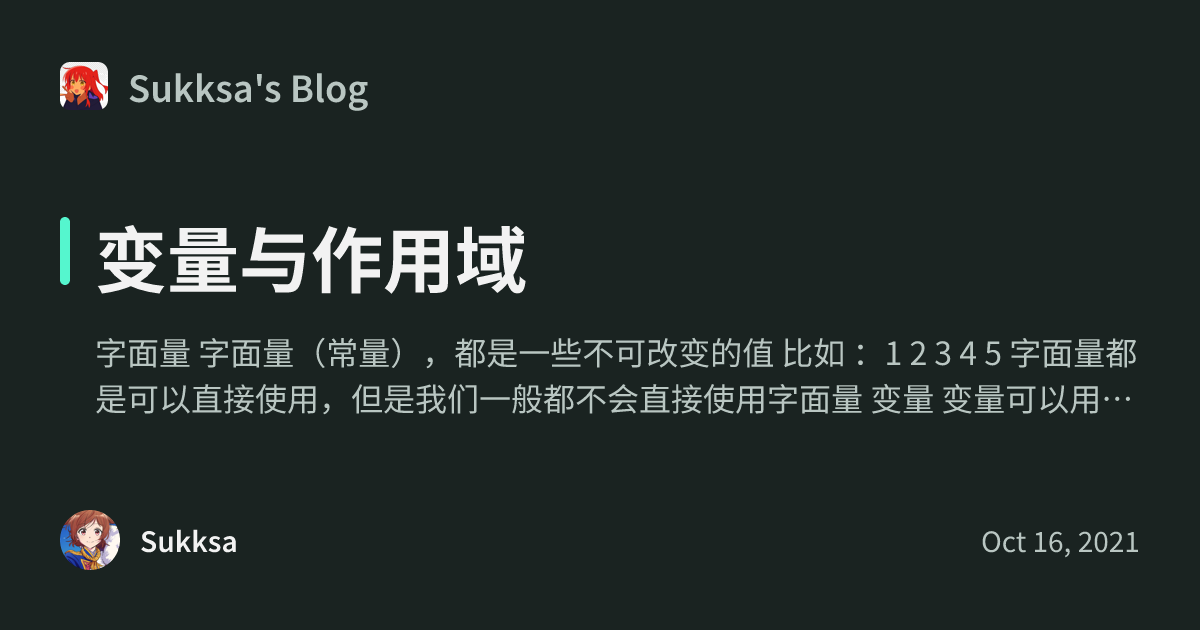 Sukksa's Blog
变量与作用域
字面量 字面量（常量），都是一些不可改变的值 比如 ：1 2 3 4 5 字面量都
是可以直接使用，但是我们一般都不会直接使用字面量 变量 变量可以用…
Sukksa
Oct 16, 2021